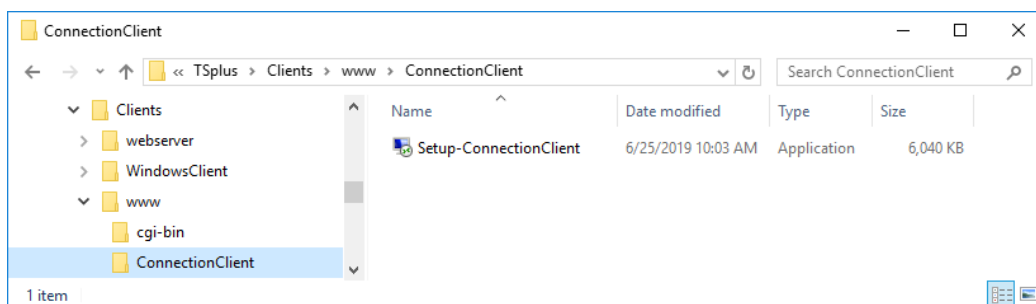 ConnectionClient
« TSplus > Clients > www > ConnectionClient Search ConnectionClient
Clients
webserver
WindowsClient
www
cgi-bin
ConnectionClient
Name Date modified Type Size
Setup-ConnectionClient 6/25/2019 10:03 AM Application 6,040 KB
1 item